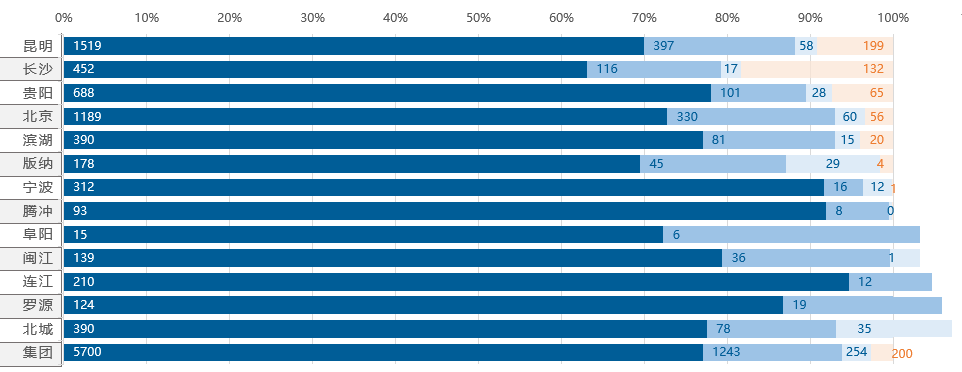 0% 10% 20% 30% 40% 50% 60% 70% 80% 90% 100%
昆明 1519 397 58 199
长沙 452 116 17 132
贵阳 688 101 28 65
北京 1189 330 60 56
滨湖 390 81 15 20
版纳 178 45 29 4
宁波 312 16 12 1
腾冲 93 8 0
阜阳 15 6
闽江 139 36 1
连江 210 12
罗源 124 19
北城 390 78 35
集团 5700 1243 254 200